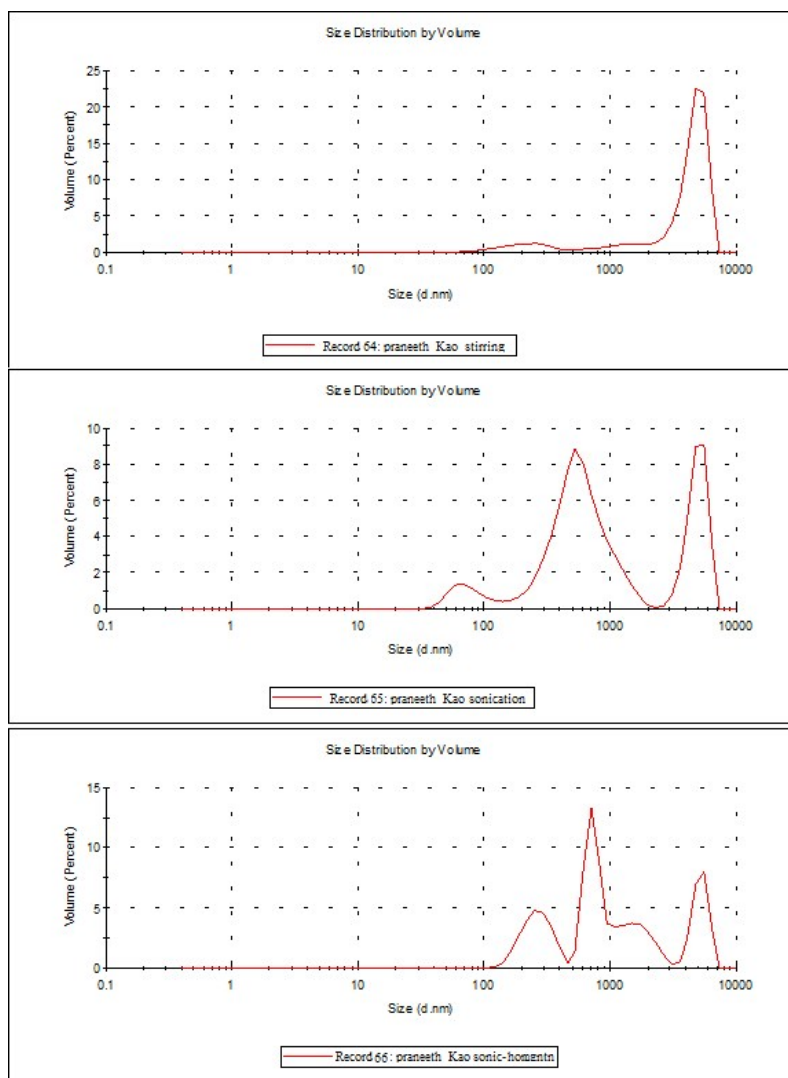 Size Distribution by Volume
25
20
15
10
5
0
Volume (Percent)
0.1 1 10 100 1000 10000
Size (d.nm)
Record 64: praneeth Kao stirring
Size Distribution by Volume
10
8
6
4
2
0
Volume (Percent)
0.1 1 10 100 1000 10000
Size (d.nm)
Record 65: praneeth Kao sonication
Size Distribution by Volume
15
10
5
0
Volume (Percent)
0.1 1 10 100 1000 10000
Size (d.nm)
Record 66: praneeth Kao sonic-homgntn